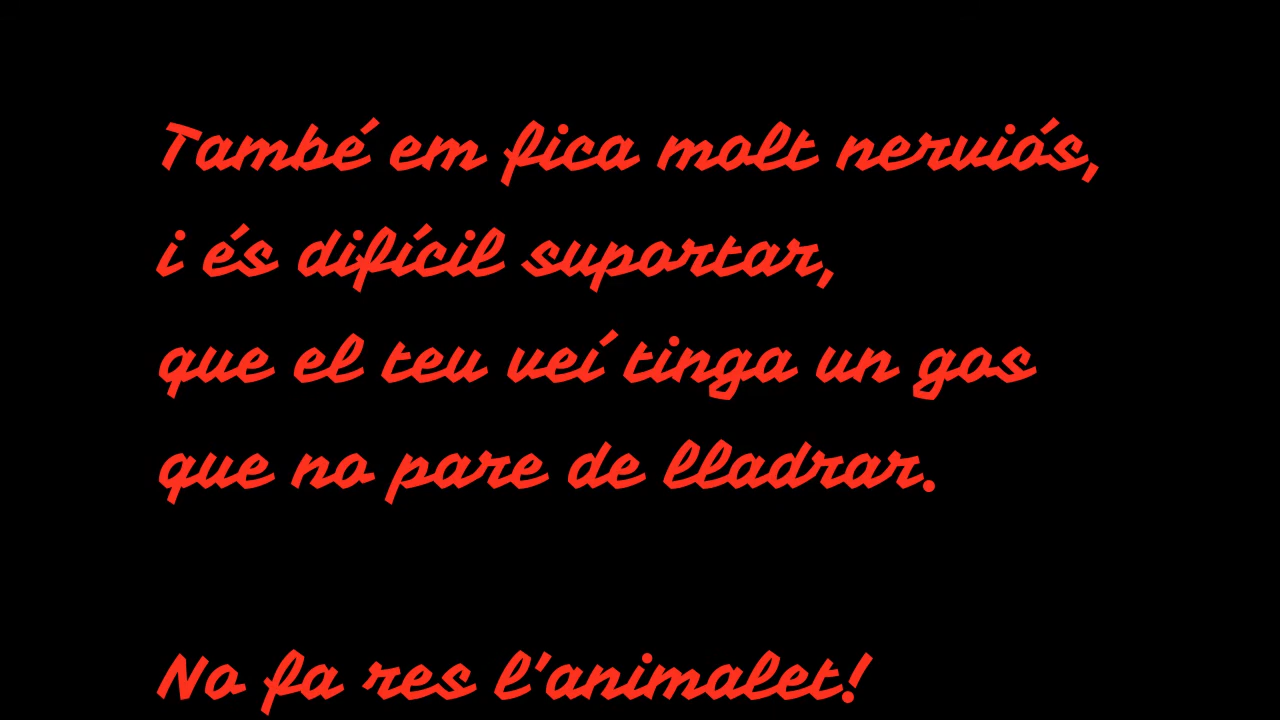 També em fica molt nerviós,
i és difícil suportar,
que el teu veí tinga un gos
que no pare de lladrar.
No fa res l'animalet!